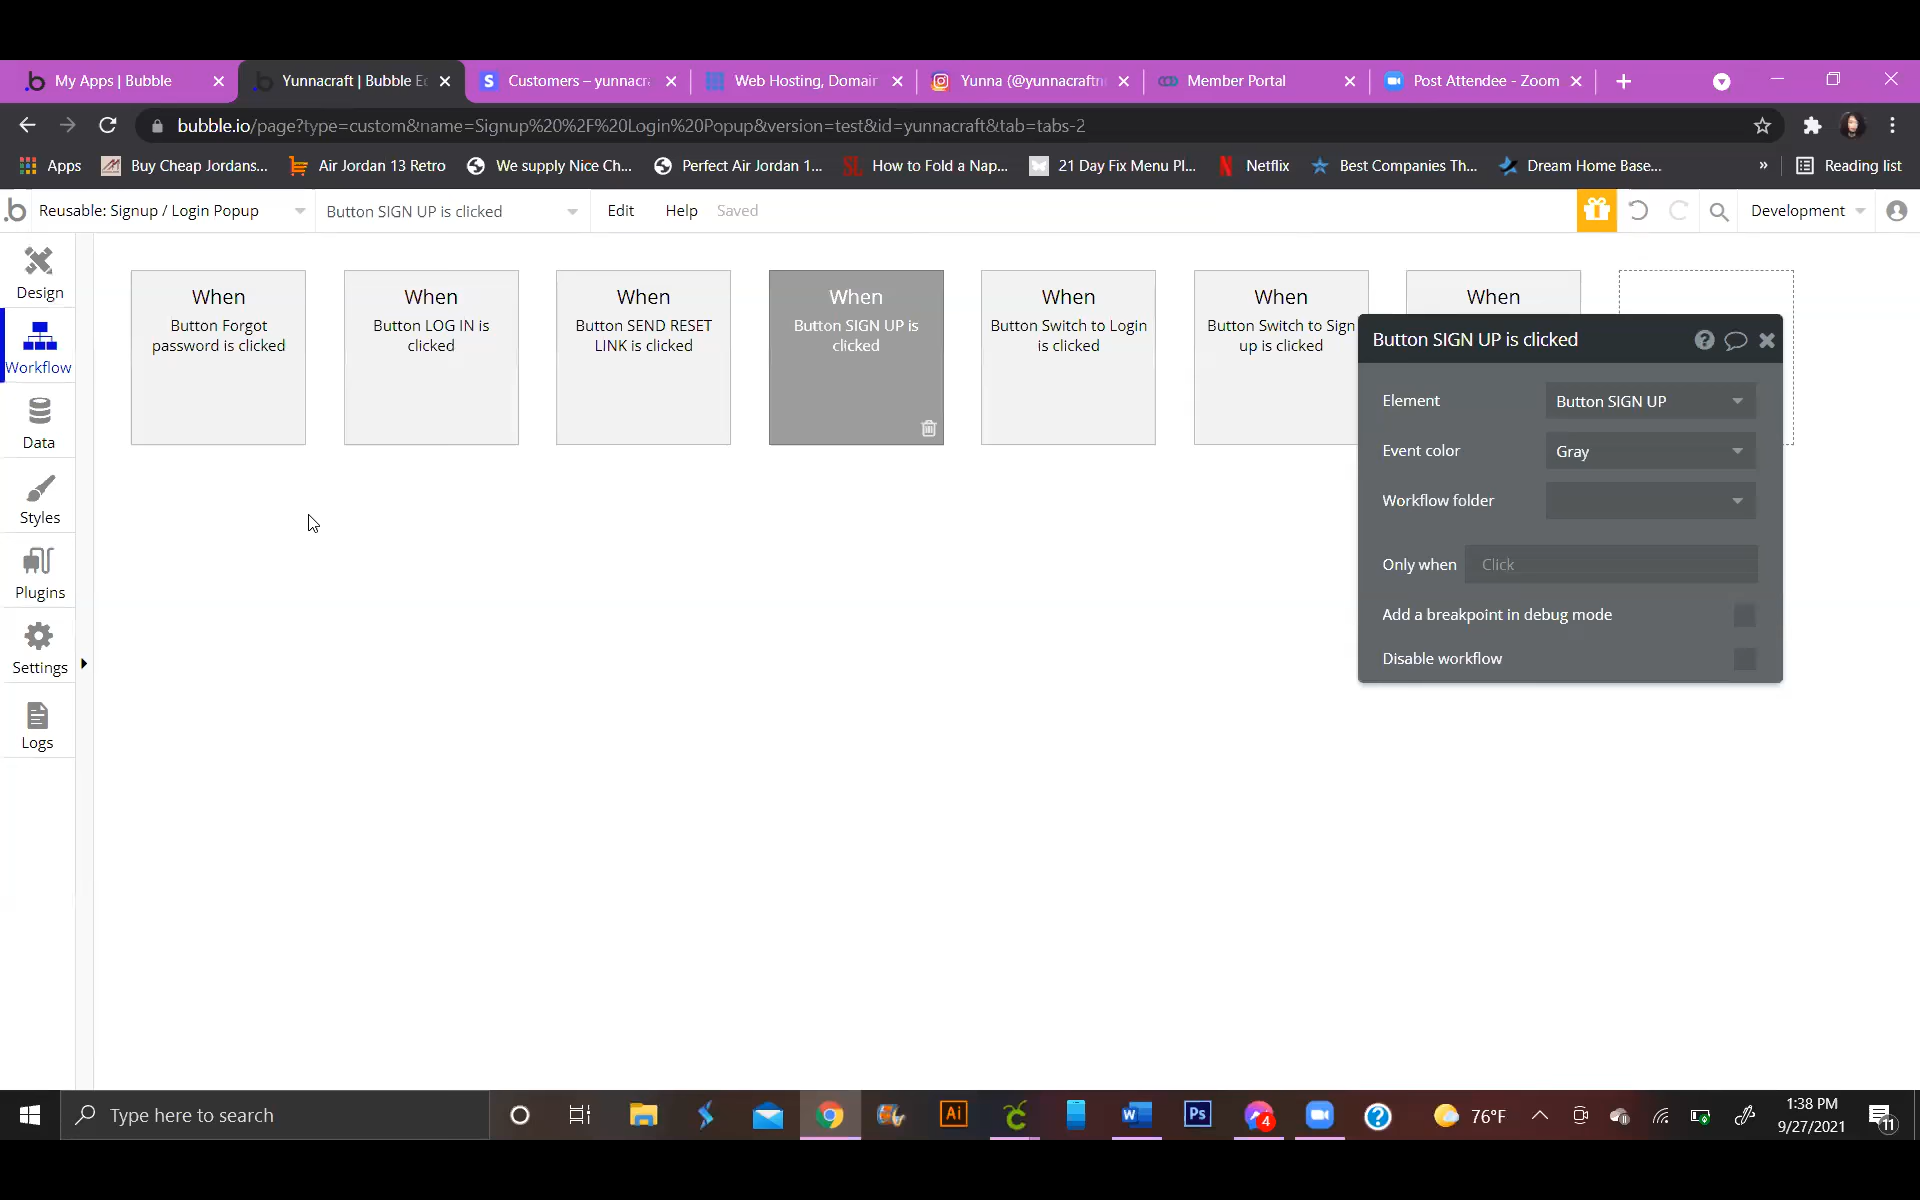 My Apps | Bubble
Yunnacraft | Bubble Ec
Customers – yunnacra
Web Hosting, Domain
Yunna (@yunnacraftn
Member Portal
Post Attendee - Zoom
bubble.io/page?type=custom&name=Signup%20%2F%20Login%20Popup&version=test&id=yunnacraft&tab=tabs-2
Apps
Buy Cheap Jordans...
Air Jordan 13 Retro
We supply Nice Ch...
Perfect Air Jordan 1...
How to Fold a Nap...
21 Day Fix Menu Pl...
Netflix
Best Companies Th...
Dream Home Base...
»
Reading list
Reusable: Signup / Login Popup
Button SIGN UP is clicked
Edit
Help
Saved
Development
Design
Workflow
Data
Styles
Plugins
Settings
Logs
When
Button Forgot
password is clicked
When
Button LOG IN is
clicked
When
Button SEND RESET
LINK is clicked
When
Button SIGN UP is
clicked
When
Button Switch to Login
is clicked
When
Button Switch to Sign
up is clicked
When
Button SIGN UP is clicked
Element
Button SIGN UP
Event color
Gray
Workflow folder
Only when
Click
Add a breakpoint in debug mode
Disable workflow
Type here to search
Ai
Ps
4
76°F
1:38 PM
9/27/2021
11